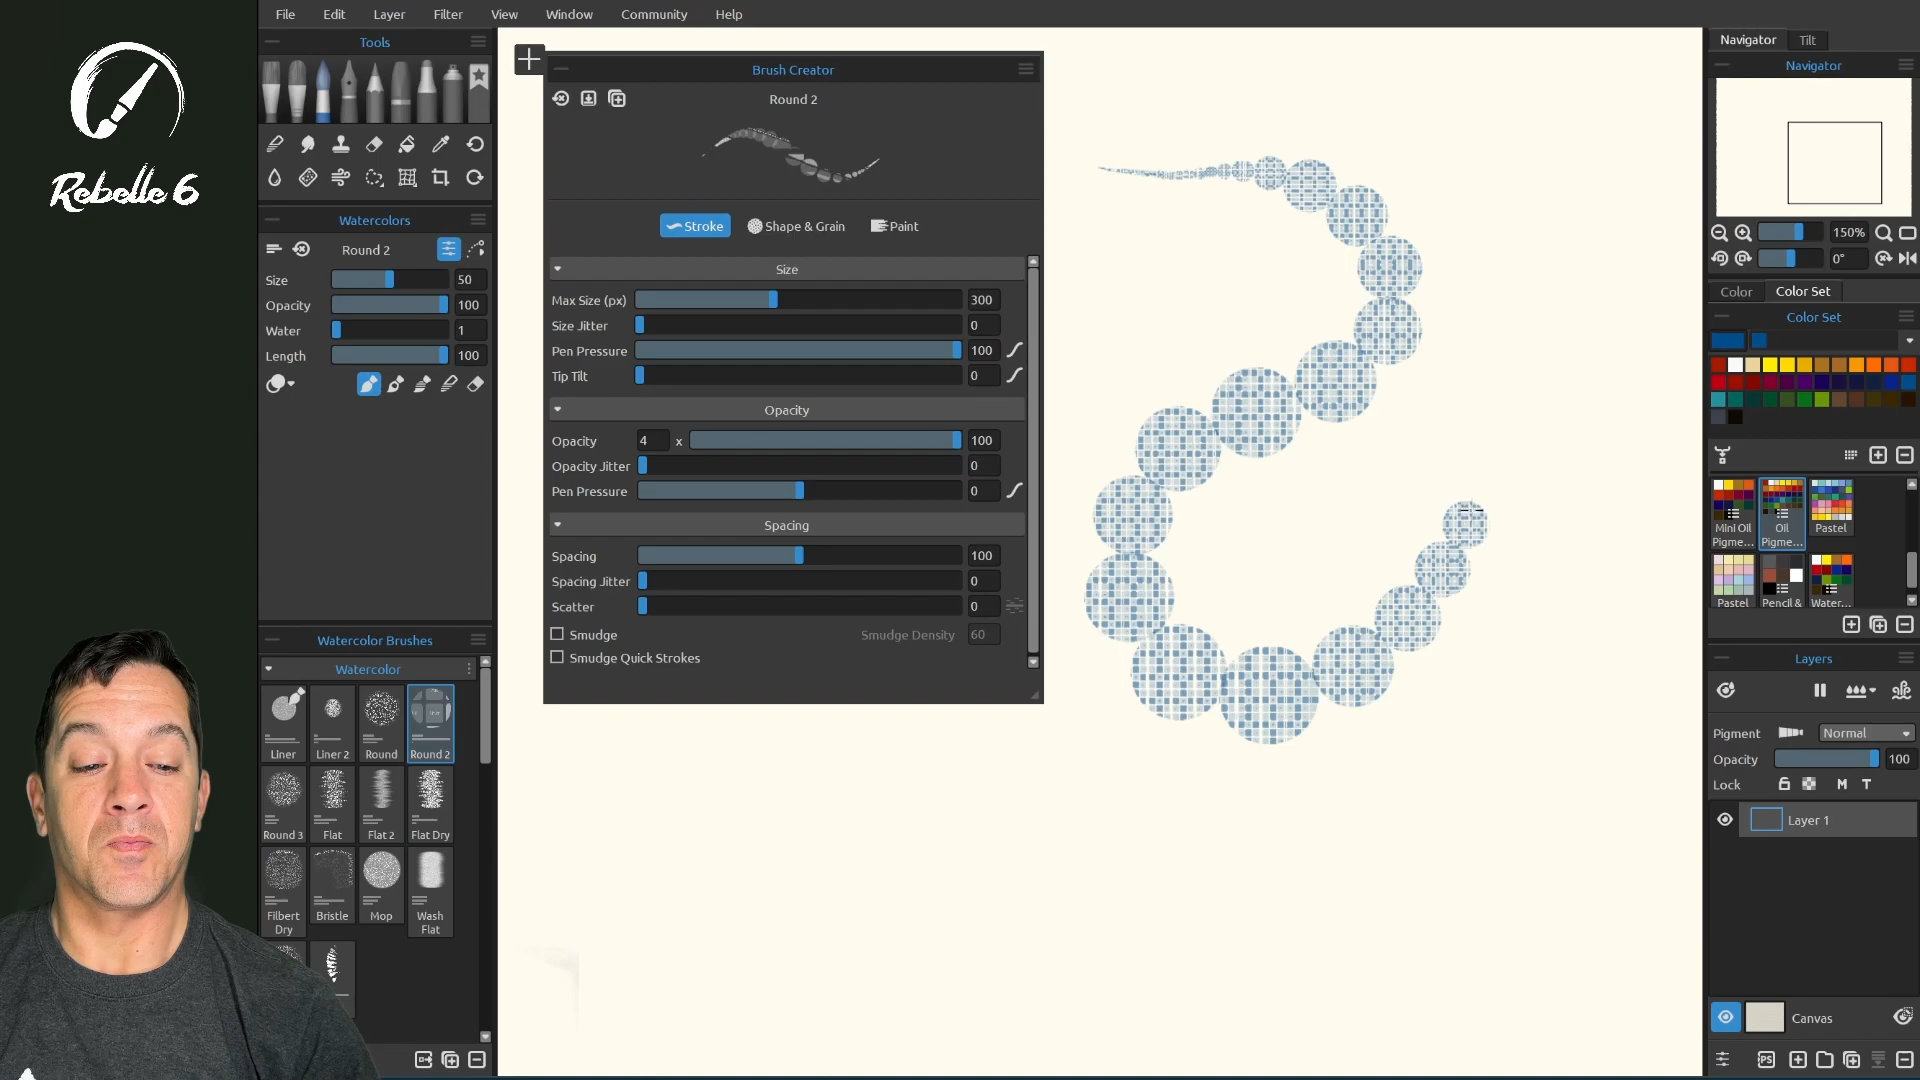 File Edit Layer Filter View Window Community Help
Rebelle 6
Tools
Watercolors
Round 2
Size 50
Opacity 100
Water 1
Length 100
Watercolor Brushes
Watercolor
Liner Liner 2 Round Round 2
Round 3 Flat Flat 2 Flat Dry
Filbert Dry Bristle Mop Wash Flat
Brush Creator
Round 2
Stroke Shape & Grain Paint
Size
Max Size (px) 300
Size Jitter 0
Pen Pressure 100
Tip Tilt 0
Opacity
Opacity 4 x 100
Opacity Jitter 0
Pen Pressure 0
Spacing
Spacing 100
Spacing Jitter 0
Scatter 0
Smudge Smudge Density 60
Smudge Quick Strokes
Navigator Tilt
Navigator
150%
0°
Color Color Set
Color Set
Mini Oil Pigme... Oil Pigme... Pastel
Pastel Pencil & Water...
Layers
Pigment Normal
Opacity 100
Lock M T
Layer 1
Canvas
PS